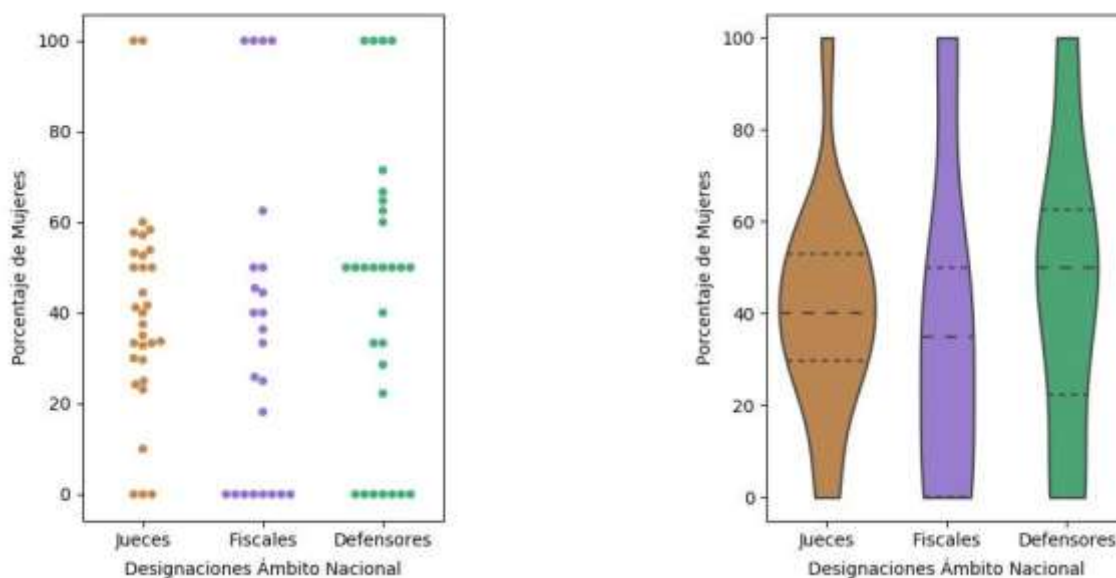 100
80
60
40
20
0
Porcentaje de Mujeres
Jueces
Fiscales
Defensores
Designaciones Ámbito Nacional
100
80
60
40
20
0
Porcentaje de Mujeres
Jueces
Fiscales
Defensores
Designaciones Ámbito Nacional